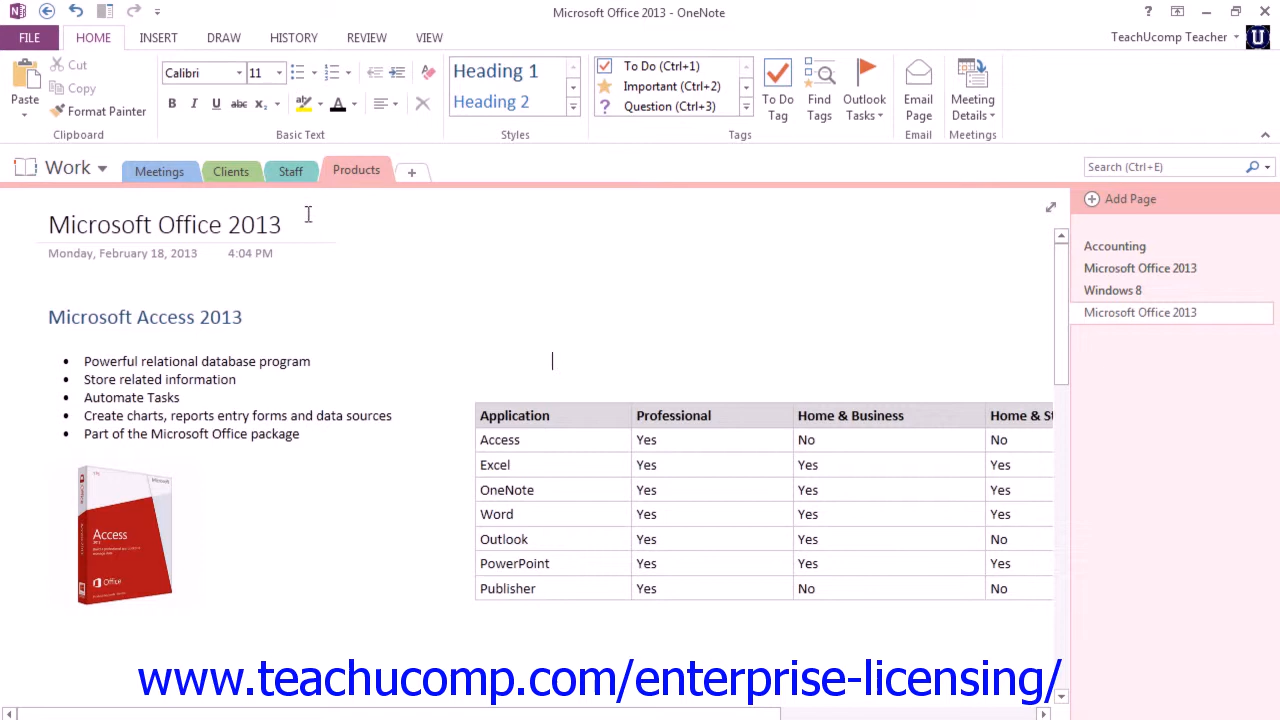 Microsoft Office 2013 - OneNote
FILE HOME INSERT DRAW HISTORY REVIEW VIEW
TeachUcomp Teacher
Paste
Cut
Copy
Format Painter
Clipboard
Calibri 11
B I U abc x₂
A
Basic Text
Heading 1
Heading 2
Styles
To Do (Ctrl+1)
Important (Ctrl+2)
Question (Ctrl+3)
To Do Tag
Find Tags
Outlook Tasks
Tags
Email Page
Email
Meeting Details
Meetings
Work Meetings Clients Staff Products
Search (Ctrl+E)
Microsoft Office 2013
Monday, February 18, 2013 4:04 PM
Add Page
Accounting
Microsoft Office 2013
Windows 8
Microsoft Office 2013
Microsoft Access 2013
• Powerful relational database program
• Store related information
• Automate Tasks
• Create charts, reports entry forms and data sources
• Part of the Microsoft Office package
Access
Office
Application Professional Home & Business Home & St
Access Yes No No
Excel Yes Yes Yes
OneNote Yes Yes Yes
Word Yes Yes Yes
Outlook Yes Yes No
PowerPoint Yes Yes Yes
Publisher Yes No No
www.teachucomp.com/enterprise-licensing/